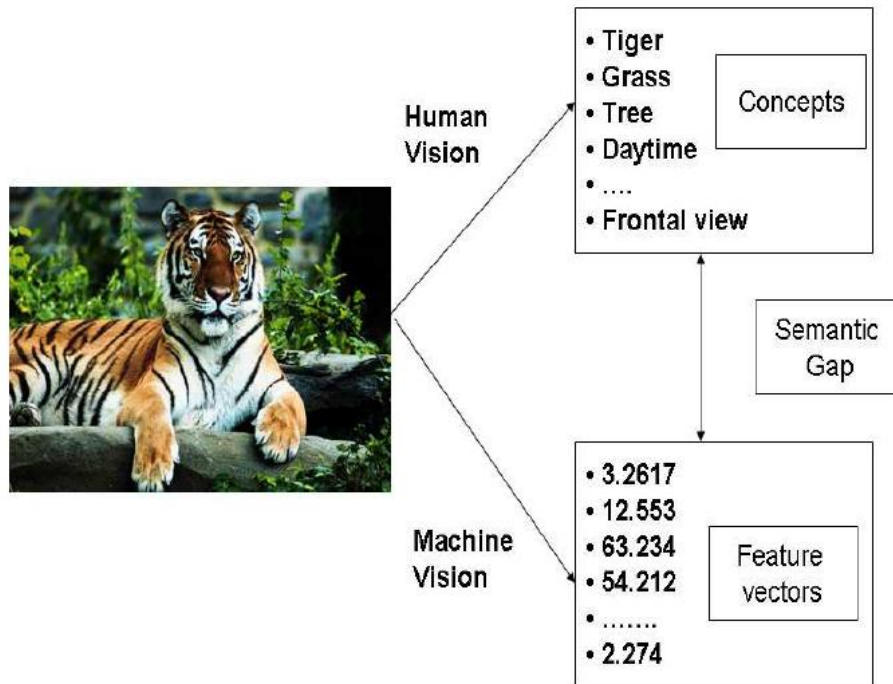 • Tiger
• Grass
• Tree
• Daytime
• ....
• Frontal view
Concepts
Human
Vision
Semantic
Gap
Machine
Vision
• 3.2617
• 12.553
• 63.234
• 54.212
• .......
• 2.274
Feature
vectors